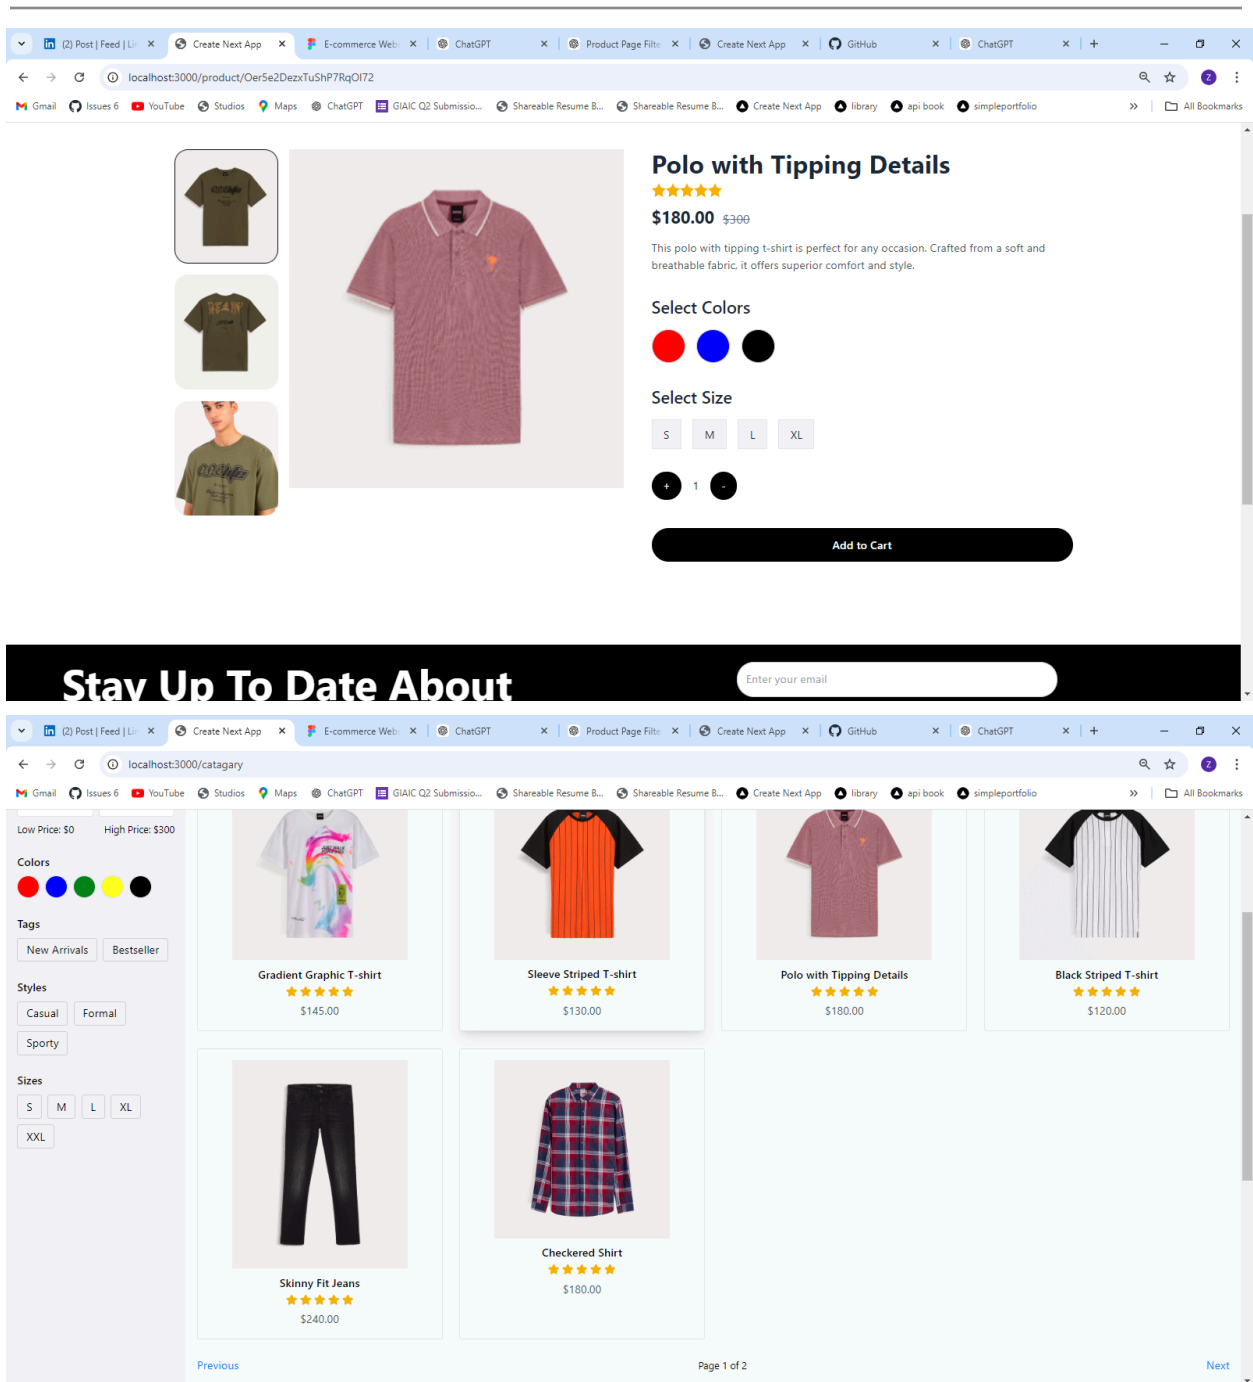 (2) Post | Feed | Lin
Create Next App
E-commerce Web
ChatGPT
Product Page Filte
Create Next App
GitHub
ChatGPT
localhost:3000/product/Oer5e2DezxTuShP7RqOI72
Gmail
Issues 6
YouTube
Studios
Maps
ChatGPT
GIAIC Q2 Submissio...
Shareable Resume B...
Shareable Resume B...
Create Next App
library
api book
simpleportfolio
All Bookmarks
Polo with Tipping Details
$180.00 $300
This polo with tipping t-shirt is perfect for any occasion. Crafted from a soft and
breathable fabric, it offers superior comfort and style.
Select Colors
Select Size
S M L XL
+ 1 -
Add to Cart
Stay Up To Date About
Enter your email
(2) Post | Feed | Lin
Create Next App
E-commerce Web
ChatGPT
Product Page Filte
Create Next App
GitHub
ChatGPT
localhost:3000/catagary
Gmail
Issues 6
YouTube
Studios
Maps
ChatGPT
GIAIC Q2 Submissio...
Shareable Resume B...
Shareable Resume B...
Create Next App
library
api book
simpleportfolio
All Bookmarks
Low Price: $0 High Price: $300
Colors
Tags
New Arrivals Bestseller
Styles
Casual Formal
Sporty
Sizes
S M L XL
XXL
Gradient Graphic T-shirt
$145.00
Sleeve Striped T-shirt
$130.00
Polo with Tipping Details
$180.00
Black Striped T-shirt
$120.00
Skinny Fit Jeans
$240.00
Checkered Shirt
$180.00
Previous
Page 1 of 2
Next